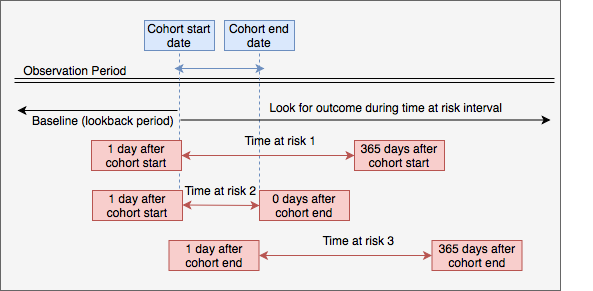 Cohort start
date
Cohort end
date
Observation Period
Look for outcome during time at risk interval
Baseline (lookback period)
1 day after
cohort start
Time at risk 1
365 days after
cohort start
1 day after
cohort start
Time at risk 2
0 days after
cohort end
1 day after
cohort end
Time at risk 3
365 days after
cohort end